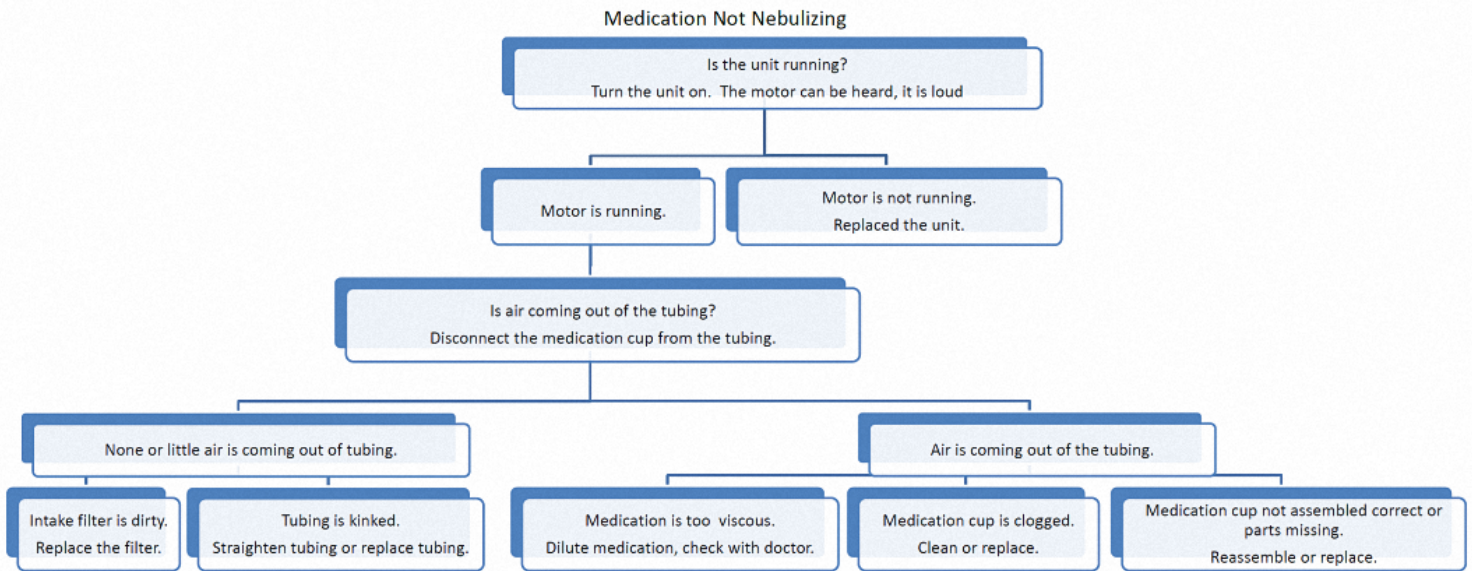 Medication Not Nebulizing
Is the unit running?
Turn the unit on. The motor can be heard, it is loud
Motor is running.
Motor is not running.
Replaced the unit.
Is air coming out of the tubing?
Disconnect the medication cup from the tubing.
None or little air is coming out of tubing.
Air is coming out of the tubing.
Intake filter is dirty.
Replace the filter.
Tubing is kinked.
Straighten tubing or replace tubing.
Medication is too viscous.
Dilute medication, check with doctor.
Medication cup is clogged.
Clean or replace.
Medication cup not assembled correct or
parts missing.
Reassemble or replace.